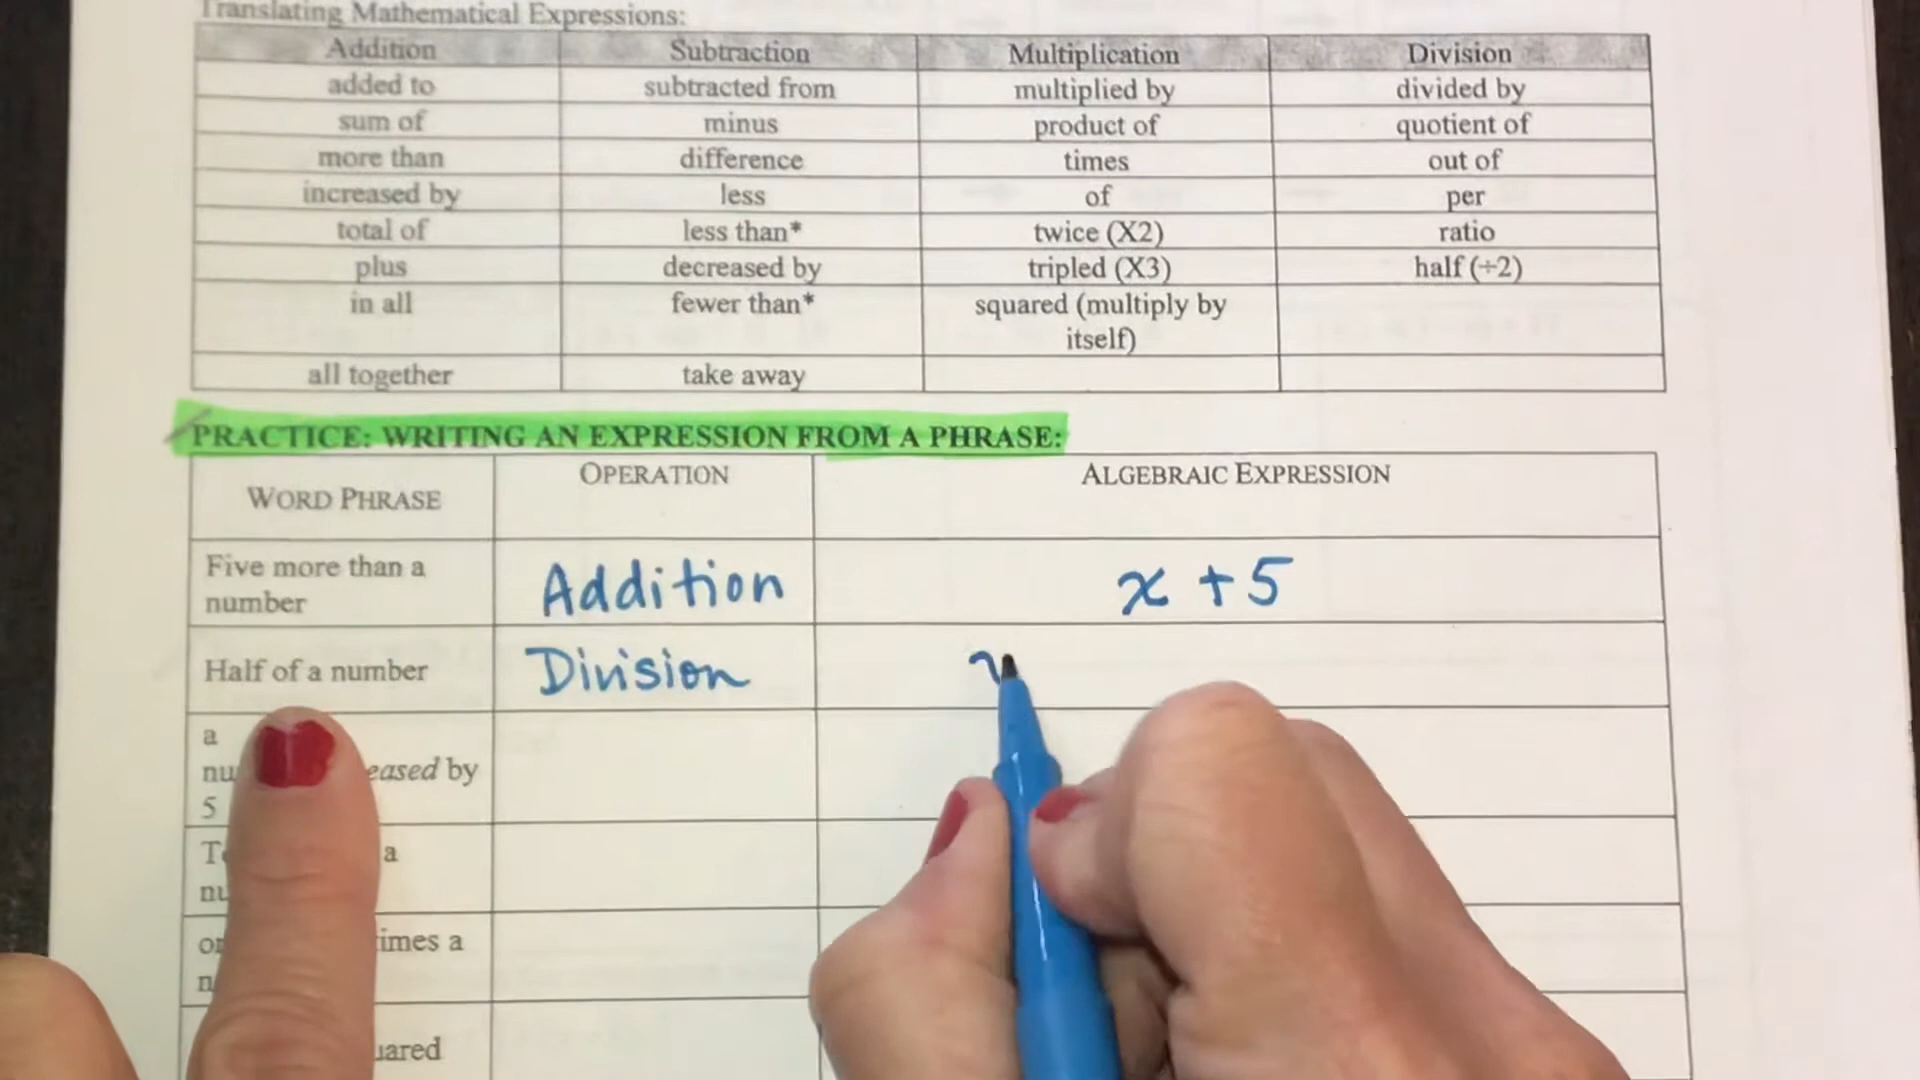 Translating Mathematical Expressions:
Addition Subtraction Multiplication Division
added to subtracted from multiplied by divided by
sum of minus product of quotient of
more than difference times out of
increased by less of per
total of less than* twice (X2) ratio
plus decreased by tripled (X3) half (÷2)
in all fewer than* squared (multiply by
itself)
all together take away
PRACTICE: WRITING AN EXPRESSION FROM A PHRASE:
WORD PHRASE OPERATION ALGEBRAIC EXPRESSION
Five more than a
number
Addition x + 5
Half of a number Division
a
by
5
a
a